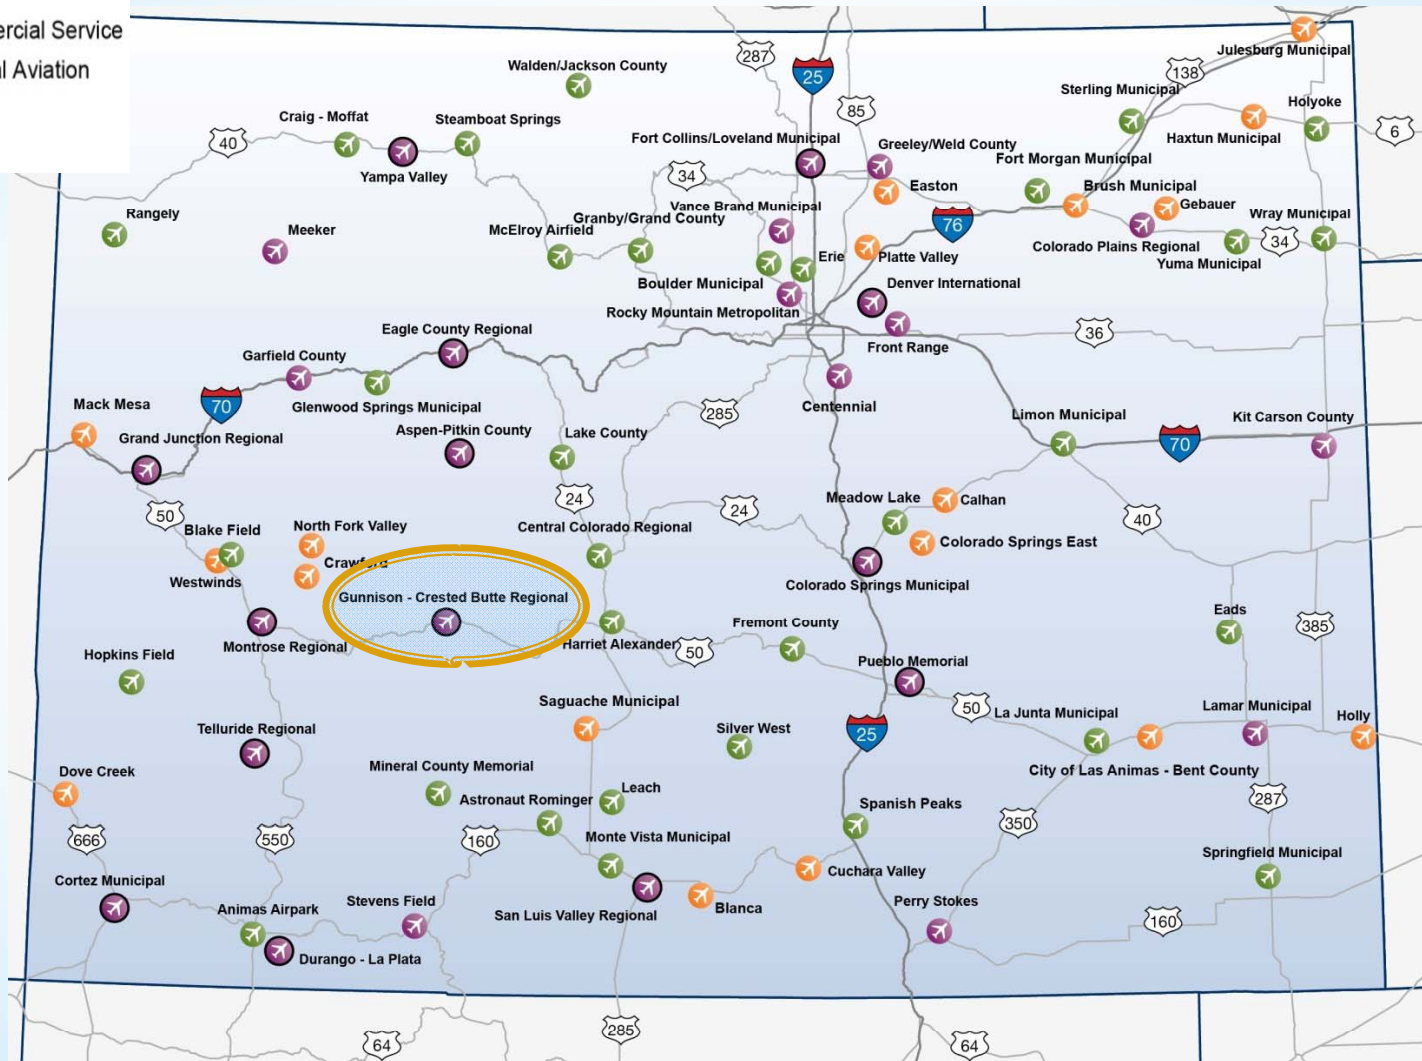 rcial Service
l Aviation
287
25
138
Julesburg Municipal
Walden/Jackson County
85
Sterling Municipal
Holyoke
Craig - Moffat
Steamboat Springs
40
Fort Collins/Loveland Municipal
Greeley/Weld County
Haxtun Municipal
6
Yampa Valley
34
Fort Morgan Municipal
Easton
Brush Municipal
Rangely
Vance Brand Municipal
Gebauer
Granby/Grand County
76
Wray Municipal
Meeker
McElroy Airfield
34
Colorado Plains Regional
Erie
Platte Valley
Yuma Municipal
Boulder Municipal
Denver International
Rocky Mountain Metropolitan
Eagle County Regional
36
Garfield County
Front Range
70
Glenwood Springs Municipal
Mack Mesa
Centennial
285
Limon Municipal
Kit Carson County
Aspen-Pitkin County
Lake County
Grand Junction Regional
70
24
Meadow Lake
Calhan
24
50
40
Blake Field
North Fork Valley
Central Colorado Regional
Colorado Springs East
Crawford
Westwinds
Colorado Springs Municipal
Gunnison - Crested Butte Regional
Eads
Fremont County
385
Montrose Regional
Harriet Alexander
50
Hopkins Field
Pueblo Memorial
Saguache Municipal
50
La Junta Municipal
Lamar Municipal
Holly
Telluride Regional
Silver West
25
Mineral County Memorial
City of Las Animas - Bent County
Dove Creek
Leach
Astronaut Rominger
287
Spanish Peaks
350
666
550
160
Monte Vista Municipal
Springfield Municipal
Cuchara Valley
Cortez Municipal
Stevens Field
Animas Airpark
San Luis Valley Regional
Blanca
Perry Stokes
160
Durango - La Plata
285
64
64